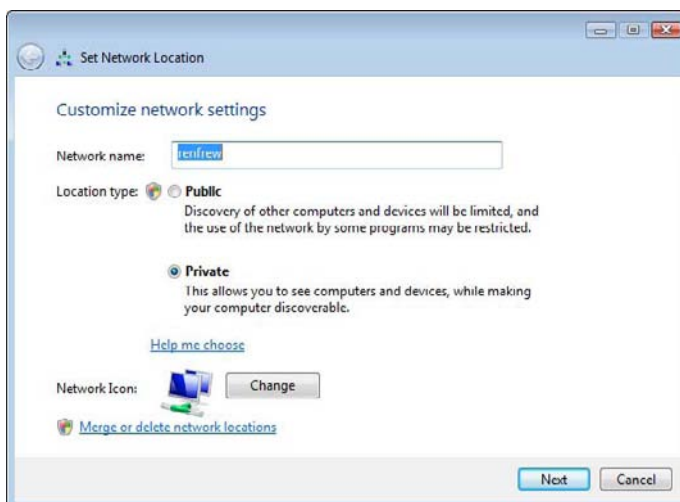 Set Network Location
Customize network settings
Network name: renfrew
Location type: Public
Discovery of other computers and devices will be limited, and
the use of the network by some programs may be restricted.
Private
This allows you to see computers and devices, while making
your computer discoverable.
Help me choose
Network Icon: Change
Merge or delete network locations
Next Cancel